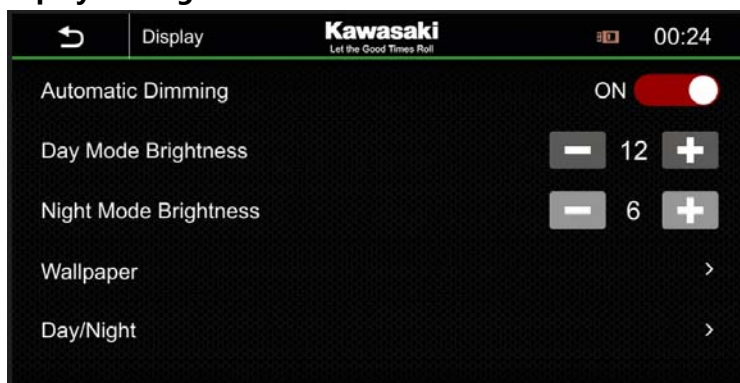 Display
Kawasaki
Let the Good Times Roll
00:24
Automatic Dimming
ON
Day Mode Brightness
12
Night Mode Brightness
6
Wallpaper
Day/Night